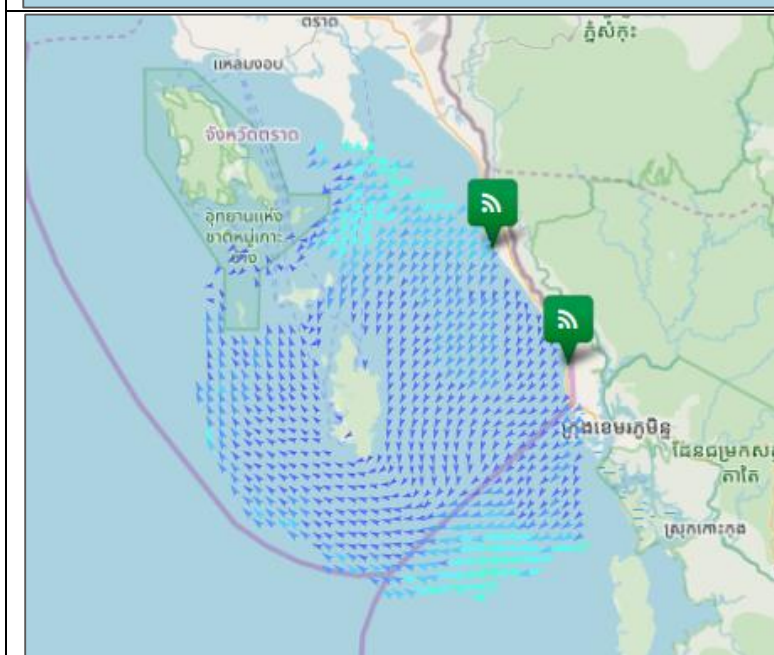 ตราด
ភ្នំសំកុះ
แหลมงอบ
จังหวัดตราด
อุทยานแห่ง
ชาติหมู่เกาะ
ช้าง
ក្រុងខេមរភូមិន្ទ
តាតៃ
ស្រុកកោះកុង